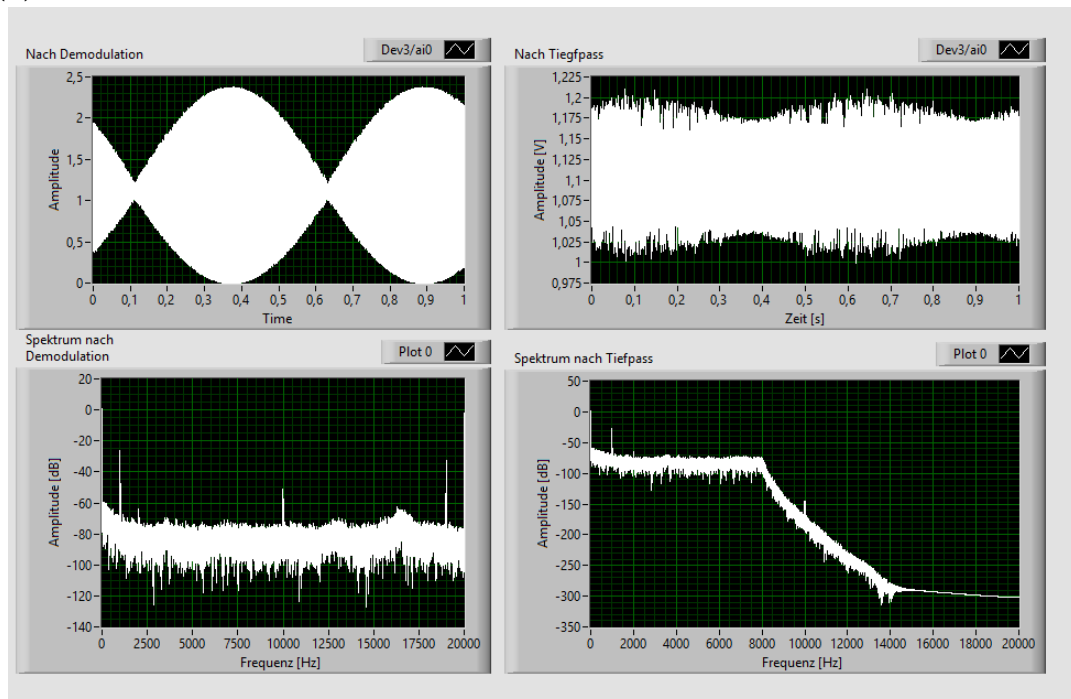 Nach Demodulation
Dev3/ai0
2,5
2
1,5
1
0,5
0
Amplitude
0 0,1 0,2 0,3 0,4 0,5 0,6 0,7 0,8 0,9 1
Time
Nach Tiegfpass
Dev3/ai0
1,225
1,2
1,175
1,15
1,125
1,1
1,075
1,05
1,025
1
0,975
Amplitude [V]
0 0,1 0,2 0,3 0,4 0,5 0,6 0,7 0,8 0,9 1
Zeit [s]
Spektrum nach
Demodulation
Plot 0
20
0
-20
-40
-60
-80
-100
-120
-140
Amplitude [dB]
0 2500 5000 7500 10000 12500 15000 17500 20000
Frequenz [Hz]
Spektrum nach Tiefpass
Plot 0
50
0
-50
-100
-150
-200
-250
-300
-350
Amplitude [dB]
0 2000 4000 6000 8000 10000 12000 14000 16000 18000 20000
Frequenz [Hz]